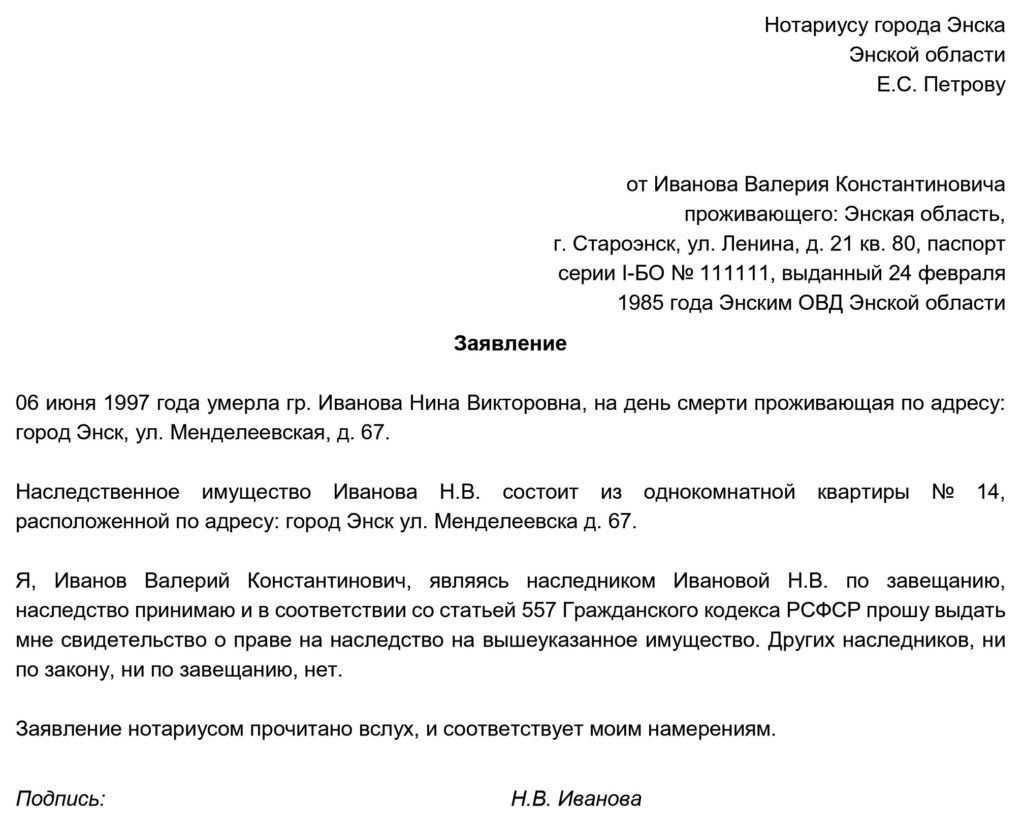 Нотариусу города Энска
Энской области
Е.С. Петрову
от Иванова Валерия Константиновича
проживающего: Энская область,
г. Староэнск, ул. Ленина, д. 21 кв. 80, паспорт
серии I-БО № 111111, выданный 24 февраля
1985 года Энским ОВД Энской области
Заявление
06 июня 1997 года умерла гр. Иванова Нина Викторовна, на день смерти проживающая по адресу:
город Энск, ул. Менделеевская, д. 67.
Наследственное имущество Иванова Н.В. состоит из однокомнатной квартиры № 14,
расположенной по адресу: город Энск ул. Менделеевска д. 67.
Я, Иванов Валерий Константинович, являясь наследником Ивановой Н.В. по завещанию,
наследство принимаю и в соответствии со статьей 557 Гражданского кодекса РСФСР прошу выдать
мне свидетельство о праве на наследство на вышеуказанное имущество. Других наследников, ни
по закону, ни по завещанию, нет.
Заявление нотариусом прочитано вслух, и соответствует моим намерениям.
Подпись: Н.В. Иванова